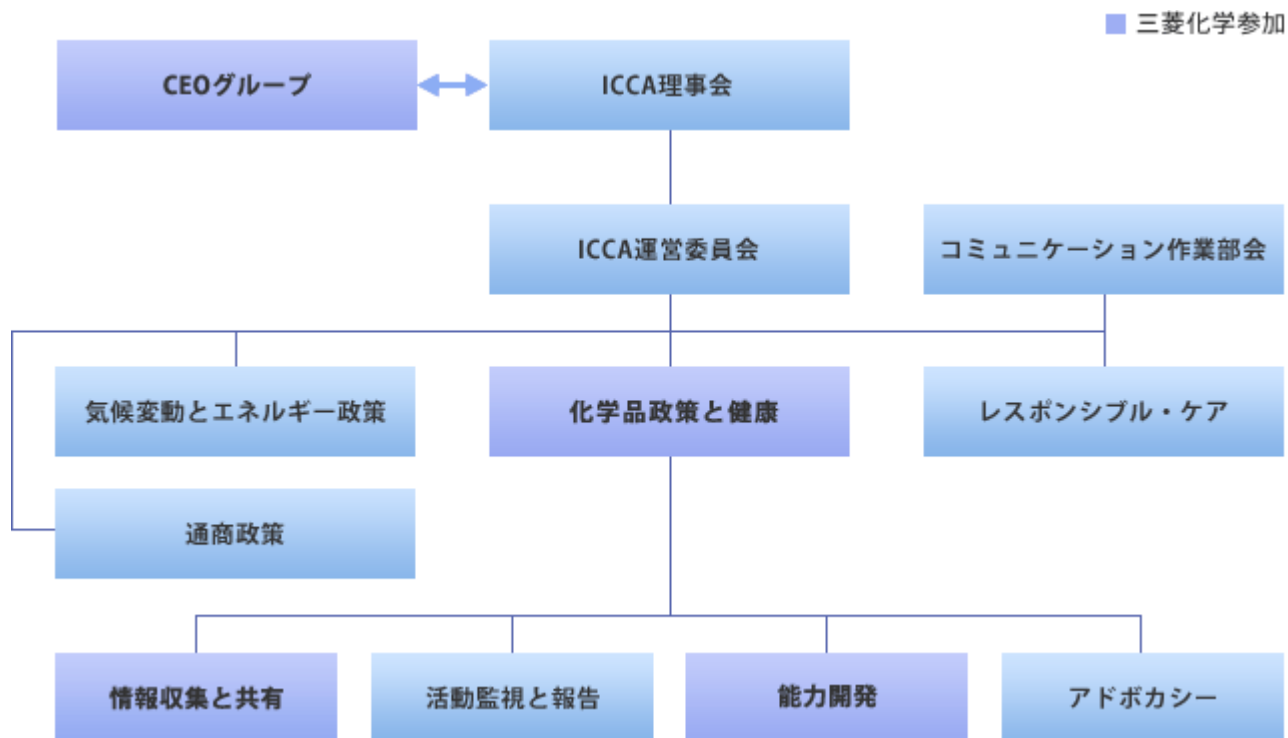 三菱化学参加
CEOグループ
ICCA理事会
ICCA運営委員会
コミュニケーション作業部会
気候変動とエネルギー政策
化学品政策と健康
レスポンシブル・ケア
通商政策
情報収集と共有
活動監視と報告
能力開発
アドボカシー